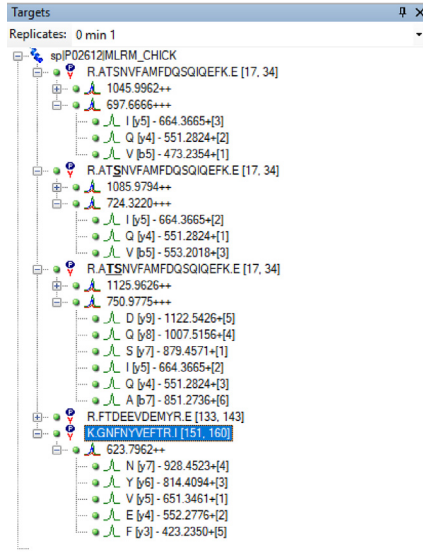 Targets
Replicates: 0 min 1
sp|P02612|MLRM_CHICK
R.ATSNVFAMFDQSQIQEFK.E [17, 34]
1045.9962++
697.6666+++
I [y5] - 664.3665+[3]
Q [y4] - 551.2824+[2]
V [b5] - 473.2354+[1]
R.ATSNVFAMFDQSQIQEFK.E [17, 34]
1085.9794++
724.3220+++
I [y5] - 664.3665+[2]
Q [y4] - 551.2824+[1]
V [b5] - 553.2018+[3]
R.ATSNVFAMFDQSQIQEFK.E [17, 34]
1125.9626++
750.9775+++
D [y9] - 1122.5426+[5]
Q [y8] - 1007.5156+[4]
S [y7] - 879.4571+[1]
I [y5] - 664.3665+[2]
Q [y4] - 551.2824+[3]
A [b7] - 851.2736+[6]
R.FTDEEVDEMYR.E [133, 143]
K.GNFNYVEFTR.I [151, 160]
623.7962++
N [y7] - 928.4523+[4]
Y [y6] - 814.4094+[3]
V [y5] - 651.3461+[1]
E [y4] - 552.2776+[2]
F [y3] - 423.2350+[5]